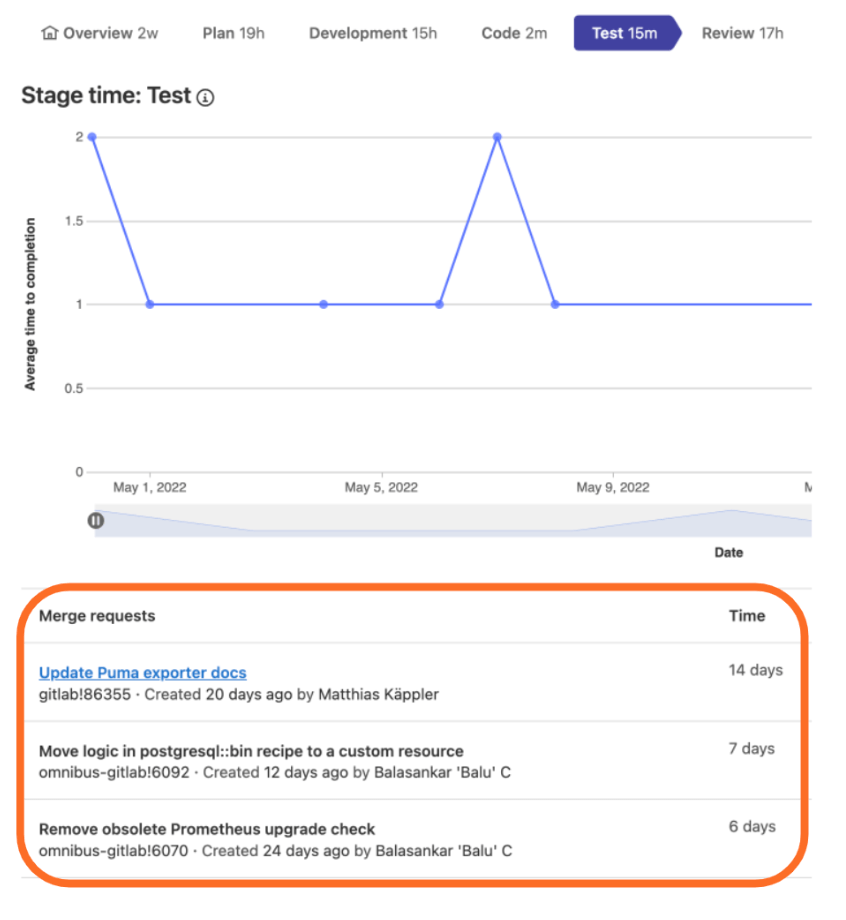 Overview 2w Plan 19h Development 15h Code 2m Test 15m Review 17h
Stage time: Test
Average time to completion
2
1.5
1
0.5
0
May 1, 2022 May 5, 2022 May 9, 2022 M
Date
Merge requests Time
Update Puma exporter docs 14 days
gitlab!86355 · Created 20 days ago by Matthias Käppler
Move logic in postgresql::bin recipe to a custom resource 7 days
omnibus-gitlab!6092 · Created 12 days ago by Balasankar 'Balu' C
Remove obsolete Prometheus upgrade check 6 days
omnibus-gitlab!6070 · Created 24 days ago by Balasankar 'Balu' C